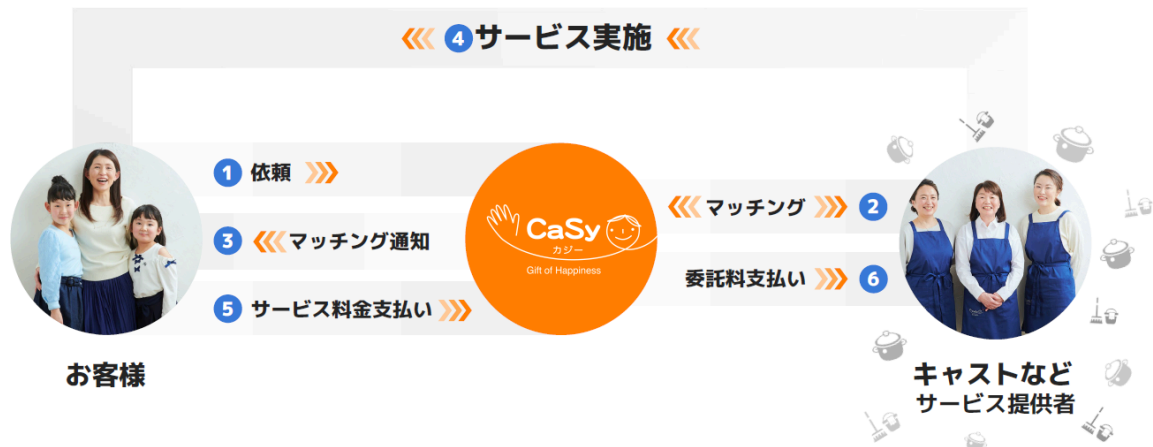 4 サービス実施
1 依頼
マッチング 2
3 マッチング通知
CaSy
カジー
Gift of Happiness
委託料支払い 6
5 サービス料金支払い
お客様
キャストなど
サービス提供者